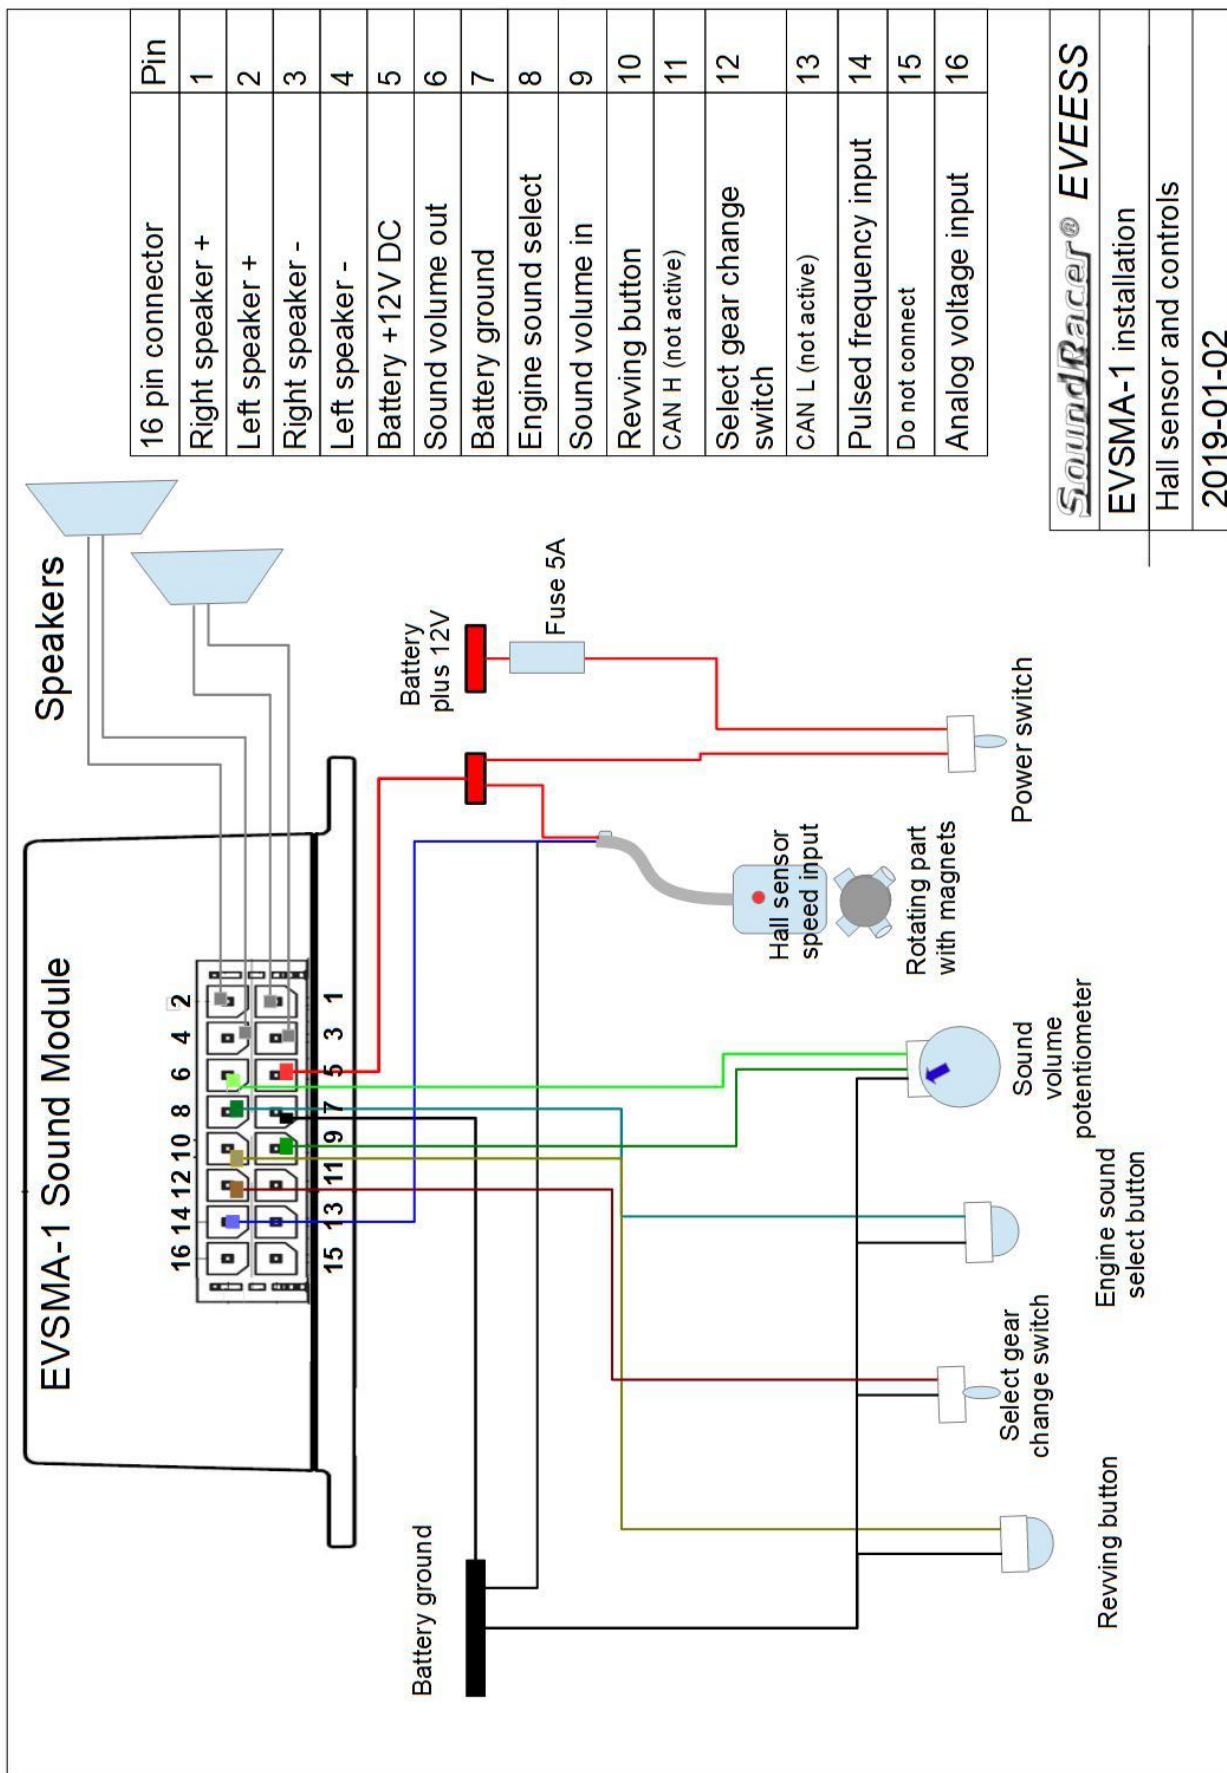 EVSMA-1 Sound Module
Speakers
16 14 12 10 8 6 4 2
15 13 11 9 7 5 3 1
Battery ground
Battery
plus 12V
Fuse 5A
Hall sensor
speed input
Rotating part
with magnets
Power switch
Sound
volume
potentiometer
Engine sound
select button
Select gear
change switch
Revving button
16 pin connector Pin
Right speaker + 1
Left speaker + 2
Right speaker - 3
Left speaker - 4
Battery +12V DC 5
Sound volume out 6
Battery ground 7
Engine sound select 8
Sound volume in 9
Revving button 10
CAN H (not active) 11
Select gear change 12
switch
CAN L (not active) 13
Pulsed frequency input 14
Do not connect 15
Analog voltage input 16
SoundRacer® EVEESS
EVSMA-1 installation
Hall sensor and controls
2019-01-02